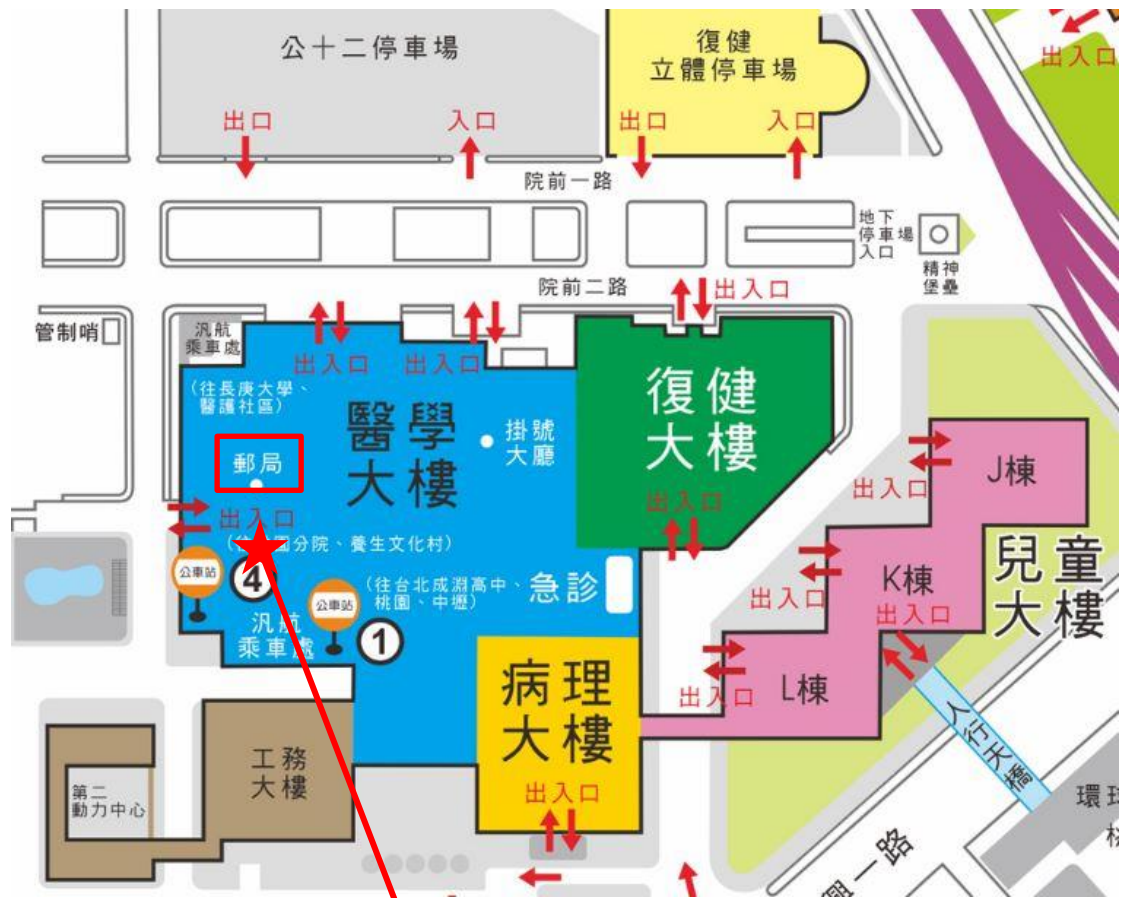 公十二停車場
復健
立體停車場
出口
入口
出口
入口
出入口
院前一路
地下
停車場
入口
精神
堡壘
院前二路
出入口
管制哨
汎航
乘車處
出入口
出入口
(往長庚大學、
醫護社區)
醫學
大樓
掛號
大廳
復健
大樓
郵局
出入口
出入口
出入口
J棟
園分院、養生文化村)
公車站
4
公車站
1
(往台北成淵高中、
桃園、中壢)
急診
汎航
乘車處
出入口
K棟
出入口
兒童
大樓
病理
大樓
出入口
L棟
人行天橋
工務
大樓
第二
動力中心
出入口
環
興一路